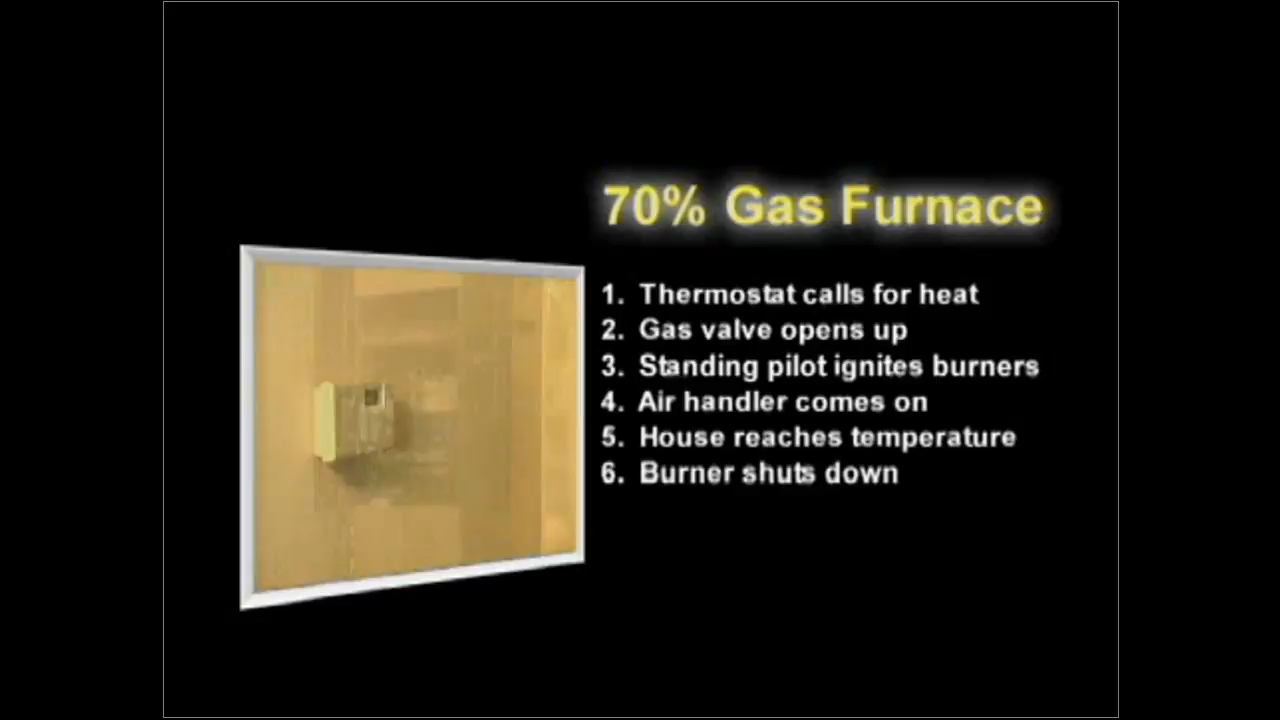 70% Gas Furnace
1. Thermostat calls for heat
2. Gas valve opens up
3. Standing pilot ignites burners
4. Air handler comes on
5. House reaches temperature
6. Burner shuts down